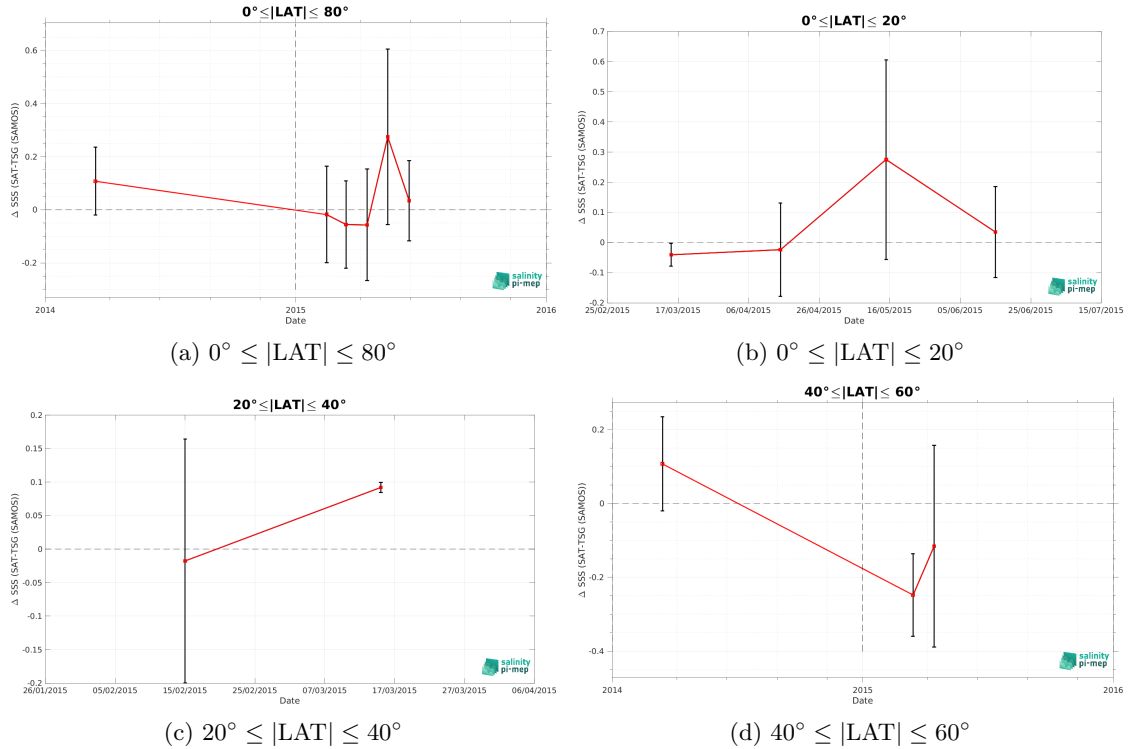 0°≤|LAT|≤ 80°
0.6
0.4
0.2
0
-0.2
Δ SSS (SAT-TSG (SAMOS))
2014
2015
2016
Date
salinity
pi-mep
(a) 0° ≤ |LAT| ≤ 80°
0°≤|LAT|≤ 20°
0.7
0.6
0.5
0.4
0.3
0.2
0.1
0
-0.1
-0.2
Δ SSS (SAT-TSG (SAMOS))
25/02/2015
17/03/2015
06/04/2015
26/04/2015
16/05/2015
05/06/2015
25/06/2015
15/07/2015
Date
salinity
pi-mep
(b) 0° ≤ |LAT| ≤ 20°
20°≤|LAT|≤ 40°
0.2
0.15
0.1
0.05
0
-0.05
-0.1
-0.15
-0.2
Δ SSS (SAT-TSG (SAMOS))
26/01/2015
05/02/2015
15/02/2015
25/02/2015
07/03/2015
17/03/2015
27/03/2015
06/04/2015
Date
salinity
pi-mep
(c) 20° ≤ |LAT| ≤ 40°
40°≤|LAT|≤ 60°
0.2
0
-0.2
-0.4
Δ SSS (SAT-TSG (SAMOS))
2014
2015
2016
Date
salinity
pi-mep
(d) 40° ≤ |LAT| ≤ 60°